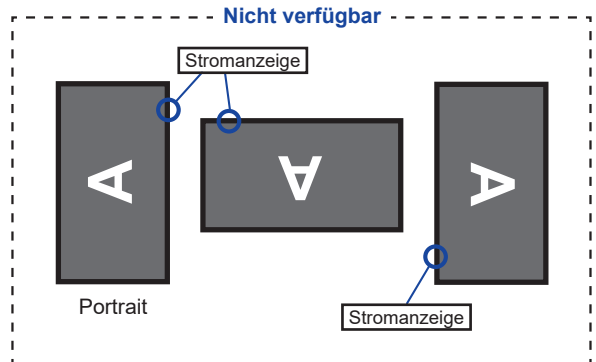 Nicht verfügbar
Stromanzeige
A
A
A
Portrait
Stromanzeige